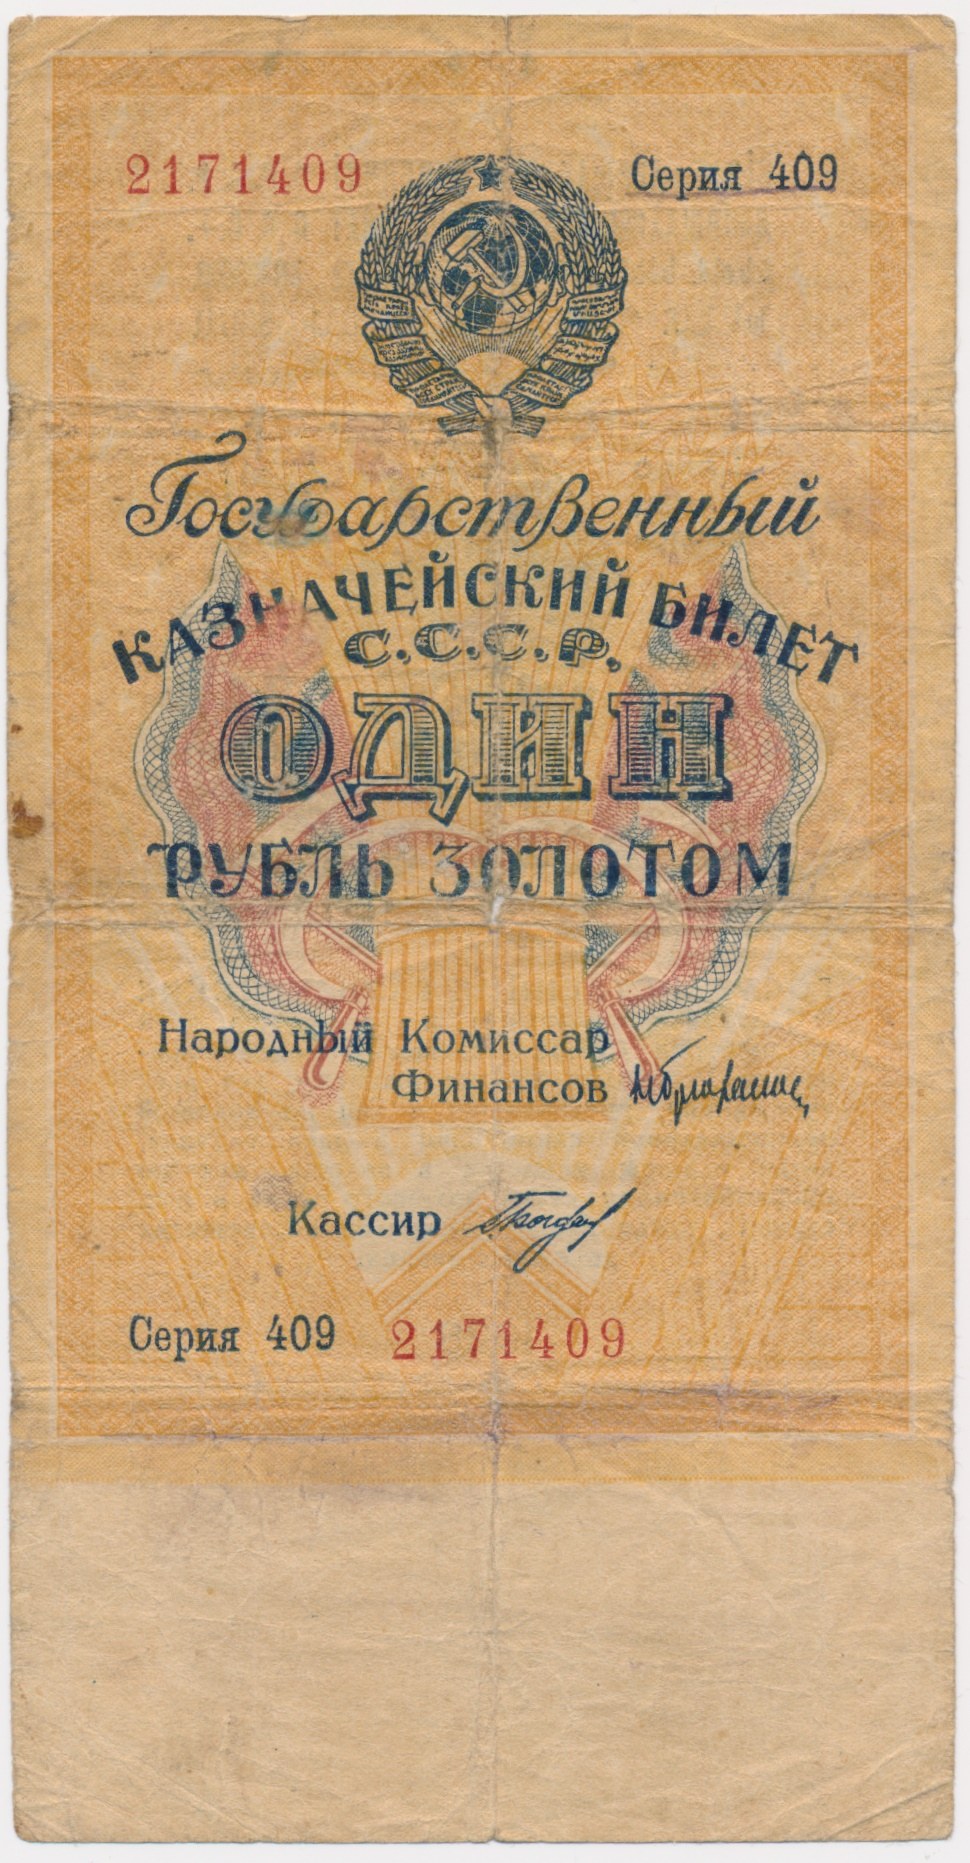 2171409
Серия 409
Государственный
КАЗНАЧЕЙСКИЙ БИЛЕТ
С.С.С.Р.
ОДИН
РУБЛЬ ЗОЛОТОМ
Народный Комиссар
Финансов
Кассир
Серия 409 2171409